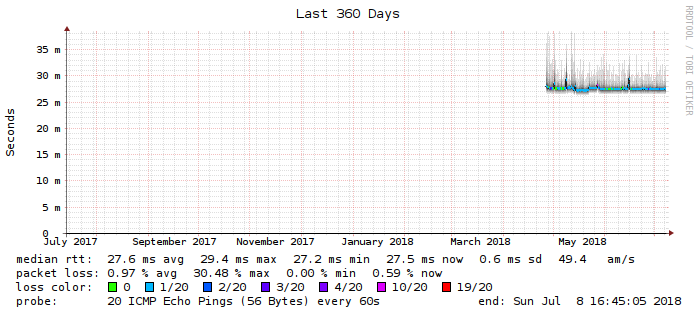 Last 360 Days
RRDTOOL / TOBI OETIKER
Seconds
35 m
30 m
25 m
20 m
15 m
10 m
5 m
0
July 2017 September 2017 November 2017 January 2018 March 2018 May 2018
median rtt: 27.6 ms avg 29.4 ms max 27.2 ms min 27.5 ms now 0.6 ms sd 49.4 am/s
packet loss: 0.97 % avg 30.48 % max 0.00 % min 0.59 % now
loss color: 0 1/20 2/20 3/20 4/20 10/20 19/20
probe: 20 ICMP Echo Pings (56 Bytes) every 60s end: Sun Jul 8 16:45:05 2018